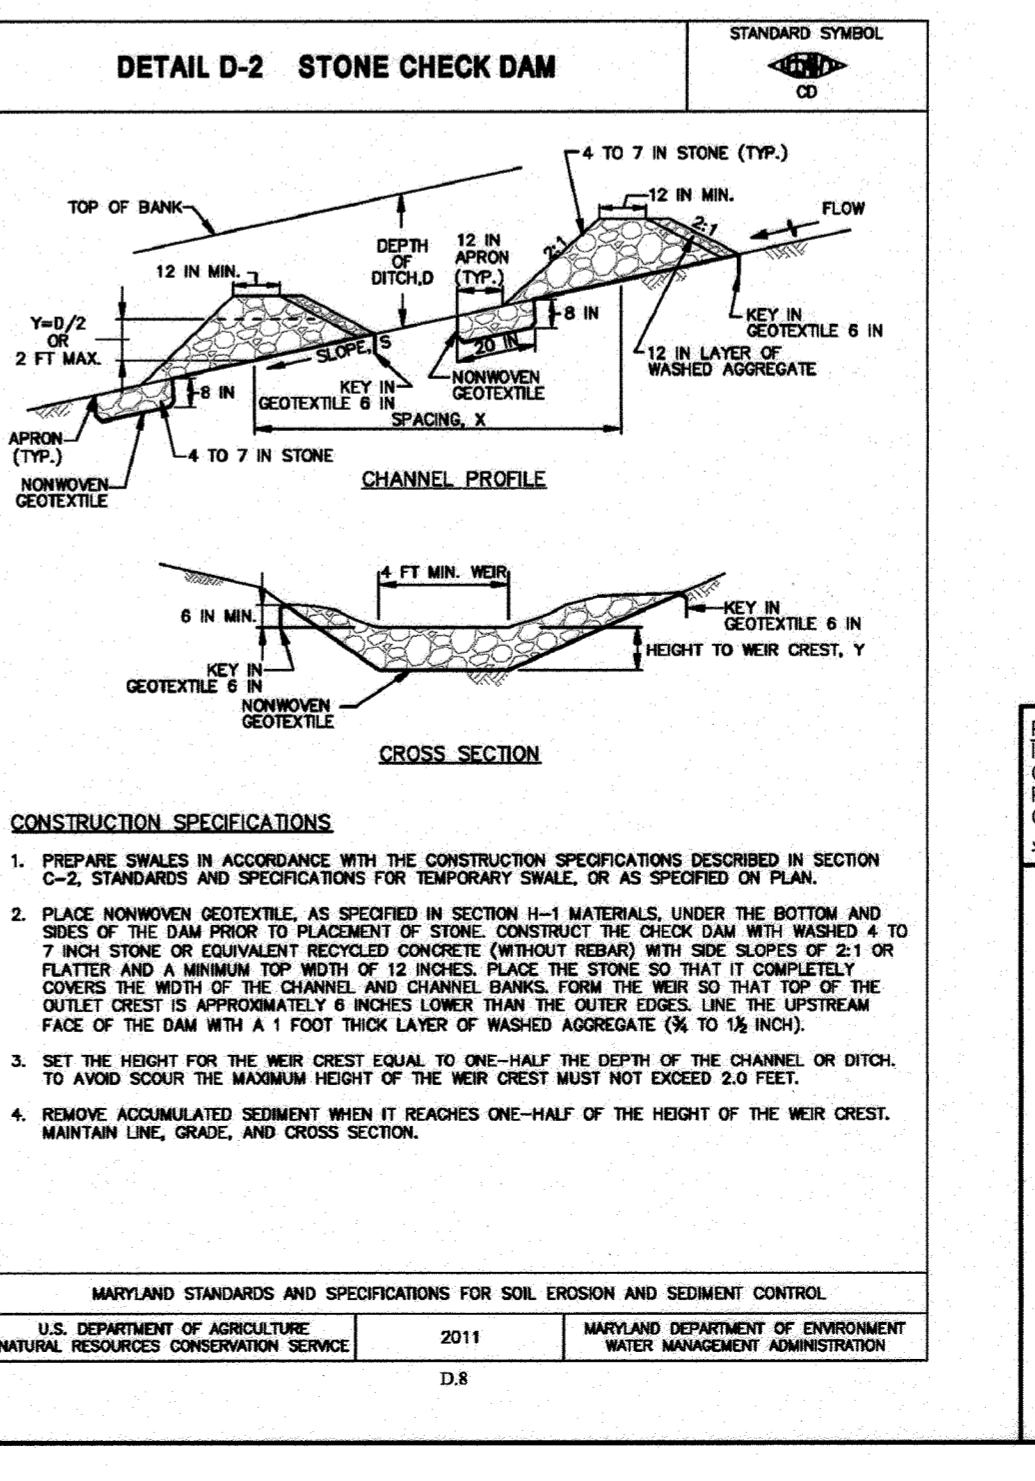 DETAIL D-2 STONE CHECK DAM
STANDARD SYMBOL
CD
4 TO 7 IN STONE (TYP.)
12 IN MIN.
FLOW
TOP OF BANK
2:1
2:1
DEPTH
OF
DITCH,D
12 IN
APRON
(TYP.)
12 IN MIN.
8 IN
KEY IN
GEOTEXTILE 6 IN
Y=D/2
OR
2 FT MAX.
SLOPE, S
20 IN
12 IN LAYER OF
WASHED AGGREGATE
KEY IN
GEOTEXTILE 6 IN
NONWOVEN
GEOTEXTILE
8 IN
SPACING, X
APRON
(TYP.)
4 TO 7 IN STONE
NONWOVEN
GEOTEXTILE
CHANNEL PROFILE
4 FT MIN. WEIR
6 IN MIN.
KEY IN
GEOTEXTILE 6 IN
HEIGHT TO WEIR CREST, Y
KEY IN
GEOTEXTILE 6 IN
NONWOVEN
GEOTEXTILE
CROSS SECTION
CONSTRUCTION SPECIFICATIONS
1. PREPARE SWALES IN ACCORDANCE WITH THE CONSTRUCTION SPECIFICATIONS DESCRIBED IN SECTION
C-2, STANDARDS AND SPECIFICATIONS FOR TEMPORARY SWALE, OR AS SPECIFIED ON PLAN.
2. PLACE NONWOVEN GEOTEXTILE, AS SPECIFIED IN SECTION H-1 MATERIALS, UNDER THE BOTTOM AND
SIDES OF THE DAM PRIOR TO PLACEMENT OF STONE. CONSTRUCT THE CHECK DAM WITH WASHED 4 TO
7 INCH STONE OR EQUIVALENT RECYCLED CONCRETE (WITHOUT REBAR) WITH SIDE SLOPES OF 2:1 OR
FLATTER AND A MINIMUM TOP WIDTH OF 12 INCHES. PLACE THE STONE SO THAT IT COMPLETELY
COVERS THE WIDTH OF THE CHANNEL AND CHANNEL BANKS. FORM THE WEIR SO THAT TOP OF THE
OUTLET CREST IS APPROXIMATELY 6 INCHES LOWER THAN THE OUTER EDGES. LINE THE UPSTREAM
FACE OF THE DAM WITH A 1 FOOT THICK LAYER OF WASHED AGGREGATE (¾ TO 1½ INCH).
3. SET THE HEIGHT FOR THE WEIR CREST EQUAL TO ONE-HALF THE DEPTH OF THE CHANNEL OR DITCH.
TO AVOID SCOUR THE MAXIMUM HEIGHT OF THE WEIR CREST MUST NOT EXCEED 2.0 FEET.
4. REMOVE ACCUMULATED SEDIMENT WHEN IT REACHES ONE-HALF OF THE HEIGHT OF THE WEIR CREST.
MAINTAIN LINE, GRADE, AND CROSS SECTION.
MARYLAND STANDARDS AND SPECIFICATIONS FOR SOIL EROSION AND SEDIMENT CONTROL
U.S. DEPARTMENT OF AGRICULTURE
NATURAL RESOURCES CONSERVATION SERVICE
2011
MARYLAND DEPARTMENT OF ENVIRONMENT
WATER MANAGEMENT ADMINISTRATION
D.8